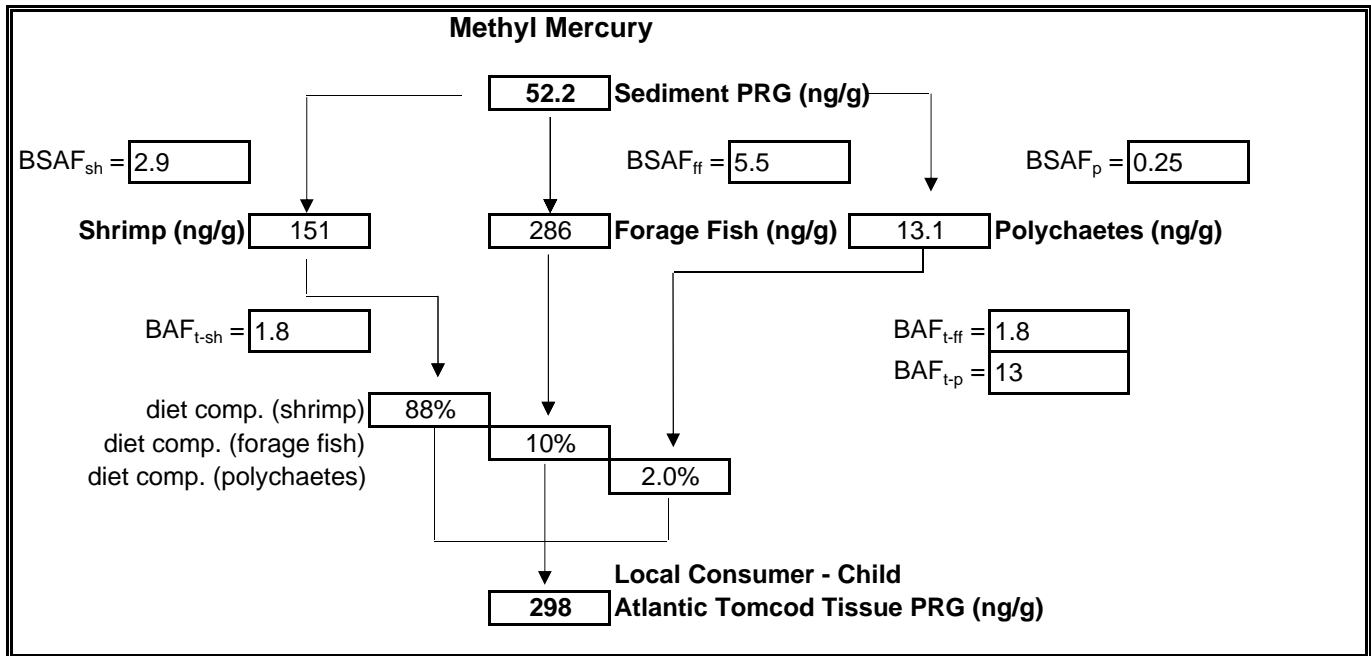 Methyl Mercury
52.2 Sediment PRG (ng/g)
BSAFsh = 2.9 BSAFff = 5.5 BSAFp = 0.25
Shrimp (ng/g) 151 286 Forage Fish (ng/g) 13.1 Polychaetes (ng/g)
BAFt-sh = 1.8 BAFt-ff = 1.8
BAFt-p = 13
diet comp. (shrimp) 88%
diet comp. (forage fish) 10%
diet comp. (polychaetes) 2.0%
Local Consumer - Child
298 Atlantic Tomcod Tissue PRG (ng/g)